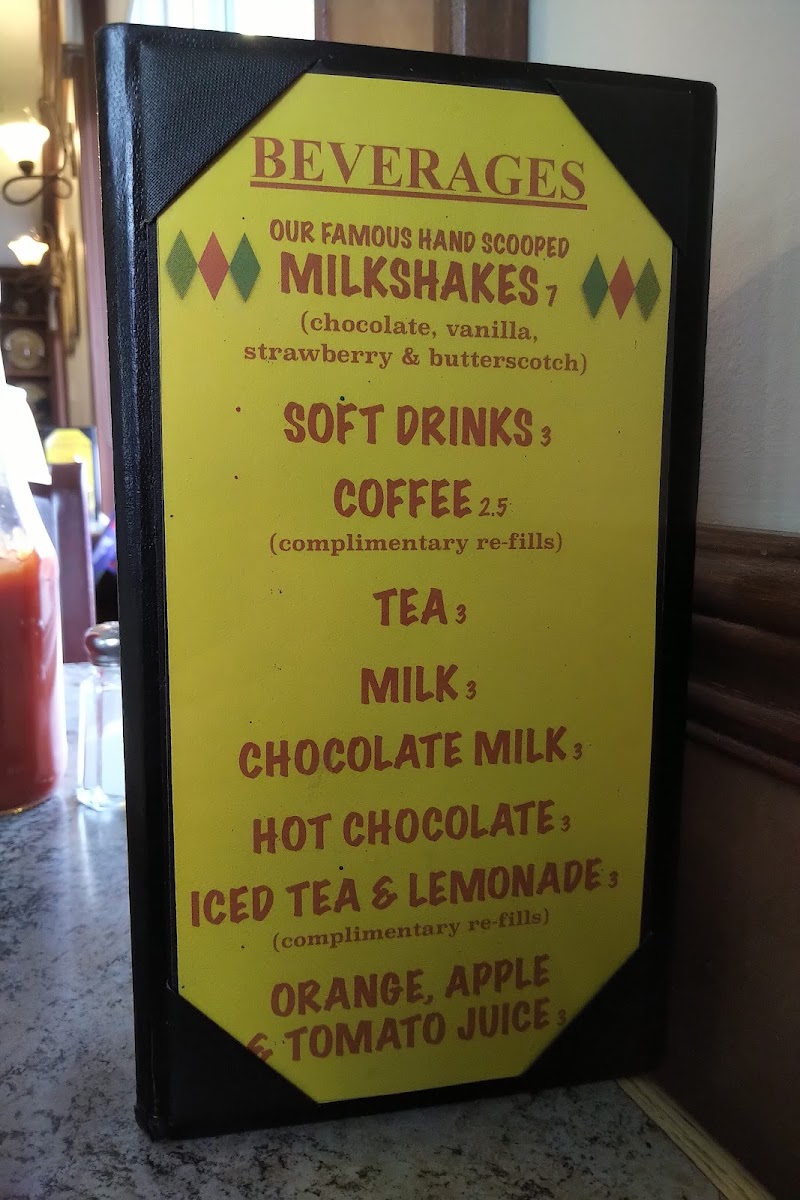 BEVERAGES
OUR FAMOUS HAND SCOOPED
MILKSHAKES 7
(chocolate, vanilla,
strawberry & butterscotch)
SOFT DRINKS 3
COFFEE 2.5
(complimentary re-fills)
TEA 3
MILK 3
CHOCOLATE MILK 3
HOT CHOCOLATE 3
ICED TEA & LEMONADE 3
(complimentary re-fills)
ORANGE, APPLE
& TOMATO JUICE 3